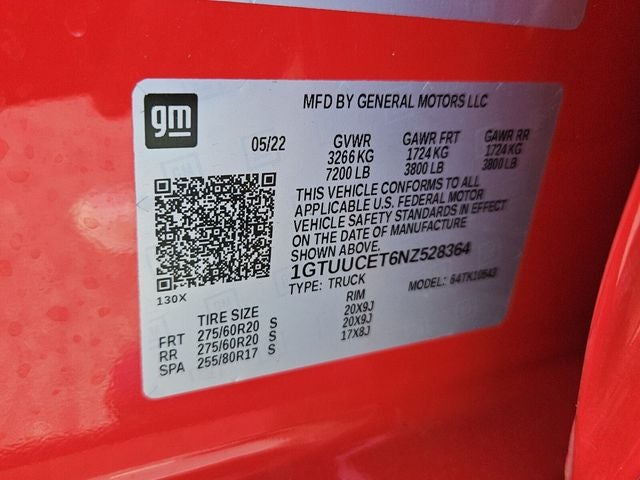 gm
MFD BY GENERAL MOTORS LLC
05/22 GVWR GAWR FRT GAWR RR
3266 KG 1724 KG 1724 KG
7200 LB 3800 LB 3800 LB
THIS VEHICLE CONFORMS TO ALL
APPLICABLE U.S. FEDERAL MOTOR
VEHICLE SAFETY STANDARDS IN EFFECT
ON THE DATE OF MANUFACTURE
SHOWN ABOVE.
1GTUUCET6NZ528364
TYPE: TRUCK MODEL: 64TK10543
130X
TIRE SIZE RIM
FRT 275/60R20 S 20X9J
RR 275/60R20 S 20X9J
SPA 255/80R17 S 17X8J